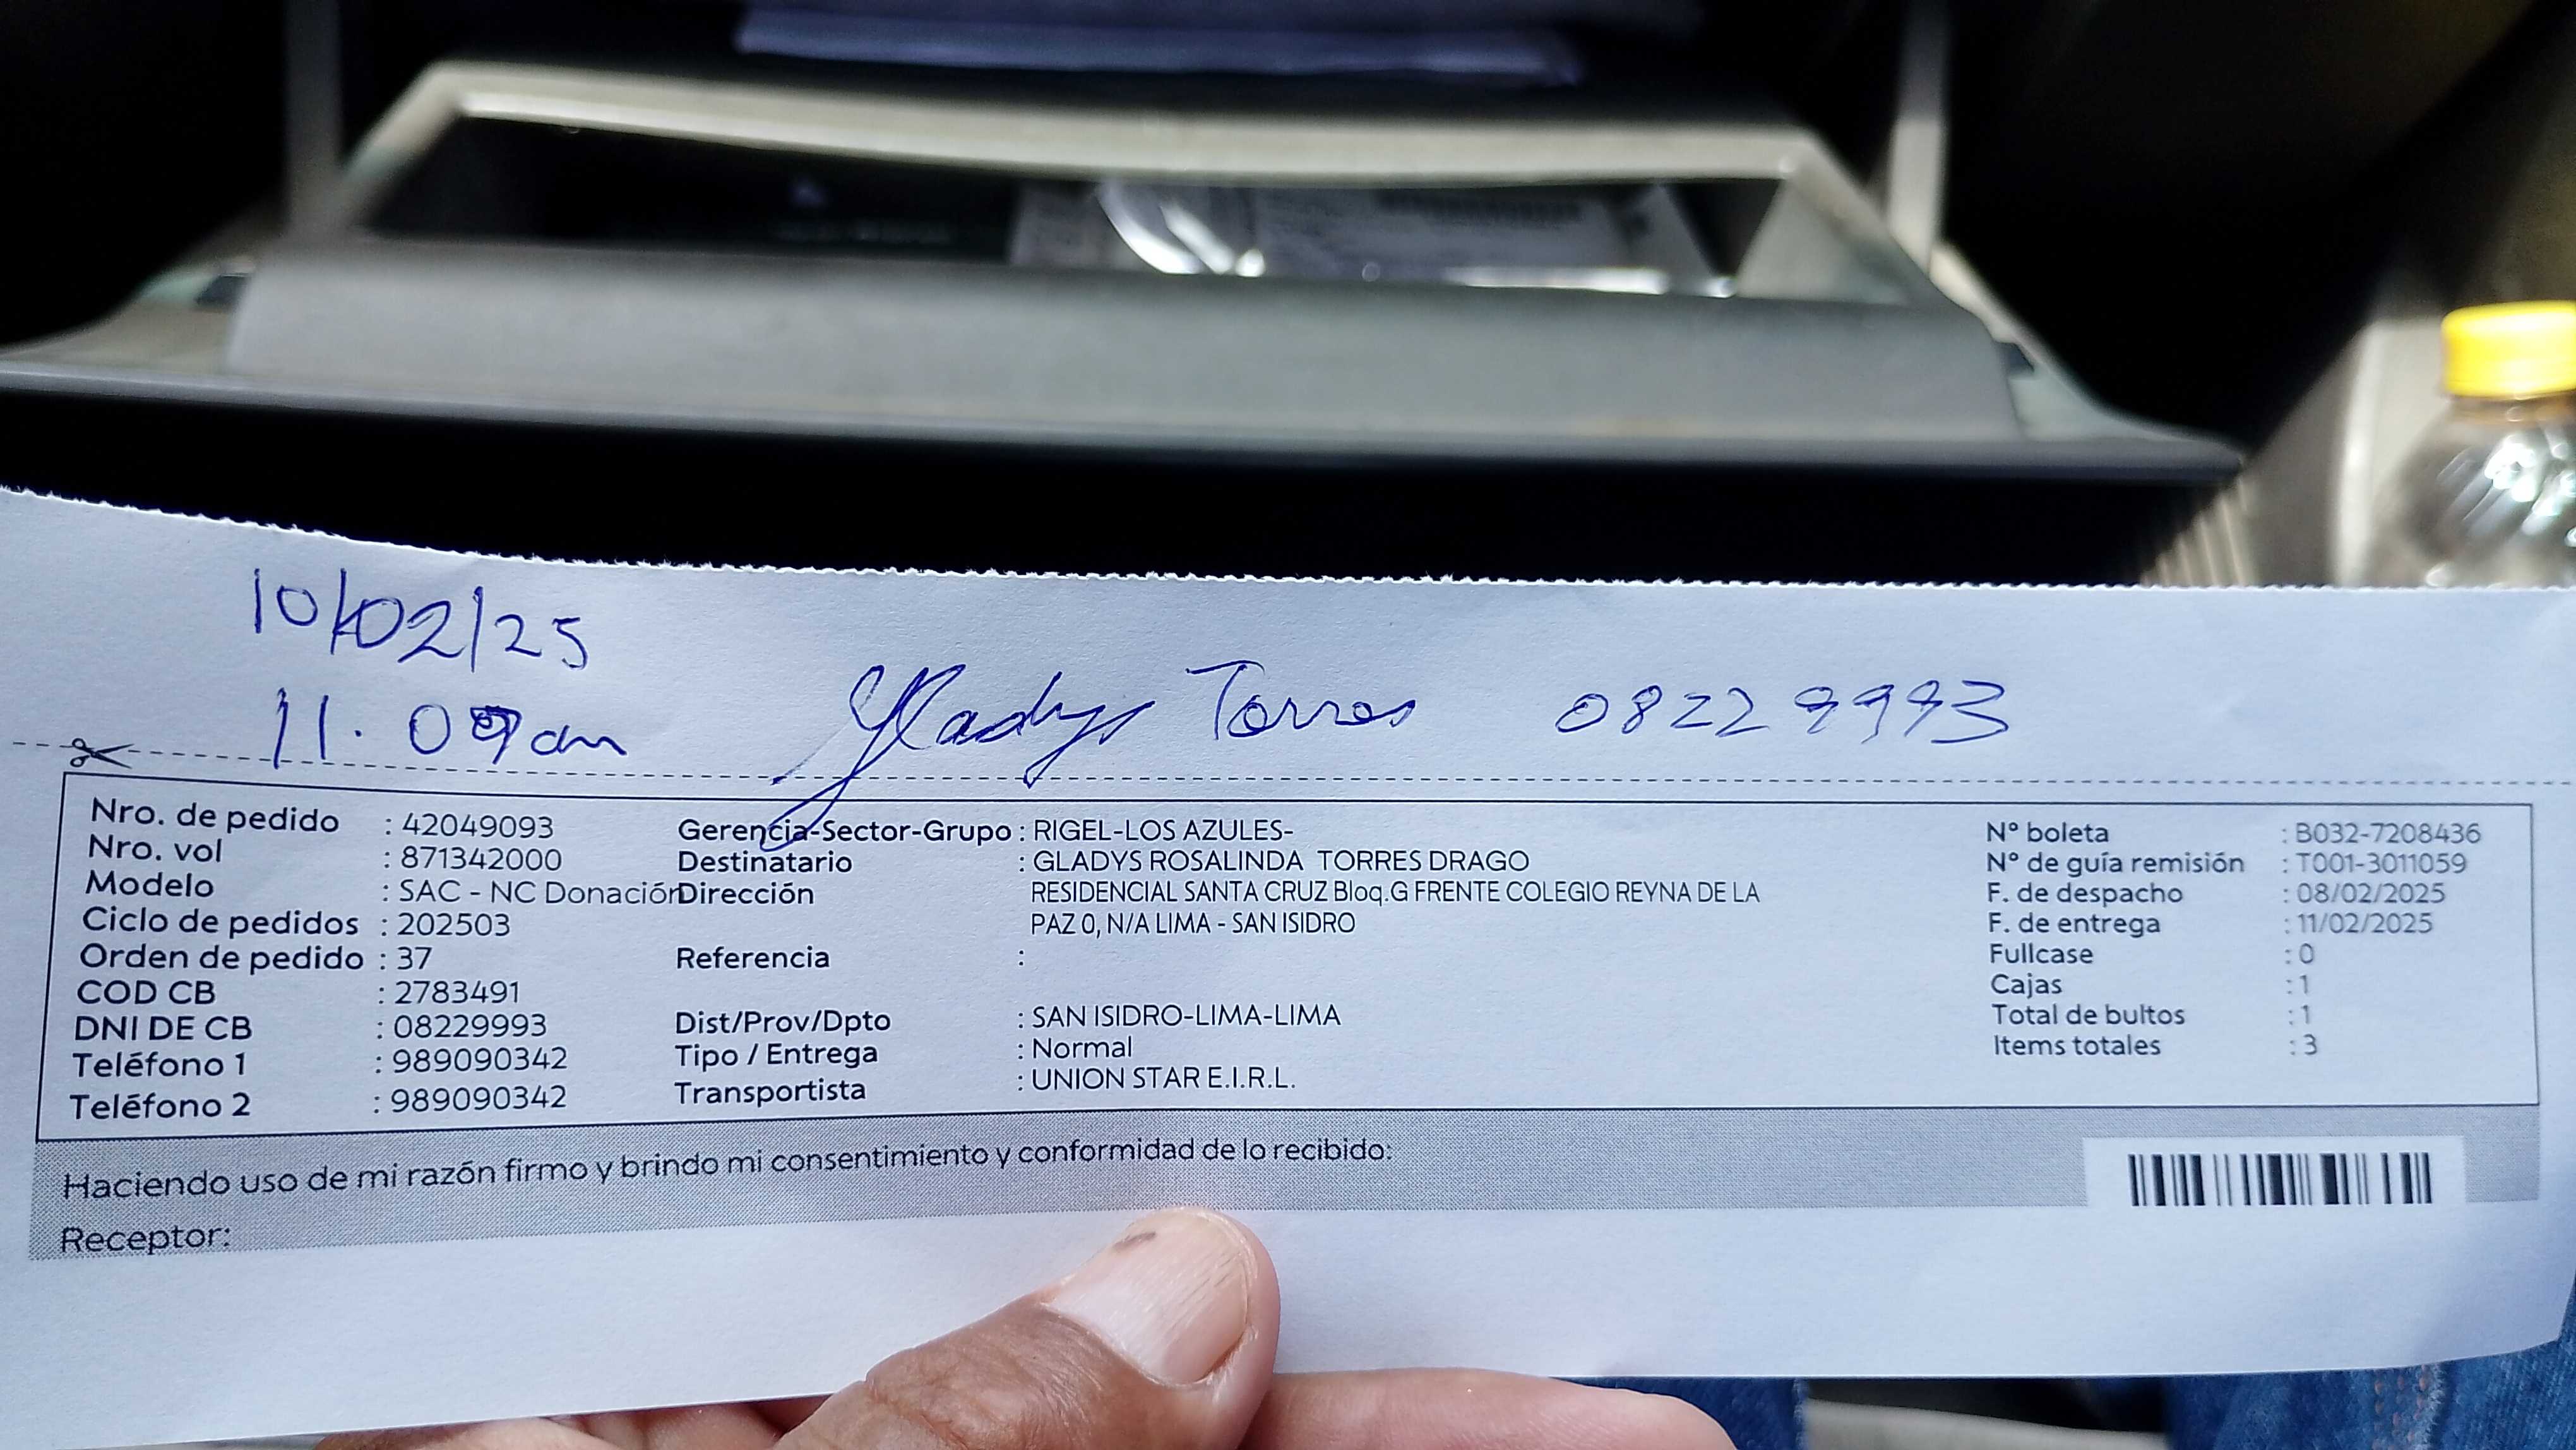 10/02/25
11.09am
Gladys Torres 08229993
Nro. de pedido : 42049093
Nro. vol : 871342000
Modelo : SAC - NC Donación
Ciclo de pedidos : 202503
Orden de pedido : 37
COD CB : 2783491
DNI DE CB : 08229993
Teléfono 1 : 989090342
Teléfono 2 : 989090342
Gerencia-Sector-Grupo : RIGEL-LOS AZULES-
Destinatario : GLADYS ROSALINDA TORRES DRAGO
Dirección RESIDENCIAL SANTA CRUZ Bloq.G FRENTE COLEGIO REYNA DE LA
PAZ 0, N/A LIMA - SAN ISIDRO
Referencia :
Dist/Prov/Dpto : SAN ISIDRO-LIMA-LIMA
Tipo / Entrega : Normal
Transportista : UNION STAR E.I.R.L.
N° boleta : B032-7208436
N° de guía remisión : T001-3011059
F. de despacho : 08/02/2025
F. de entrega : 11/02/2025
Fullcase : 0
Cajas : 1
Total de bultos : 1
Items totales : 3
Haciendo uso de mi razón firmo y brindo mi consentimiento y conformidad de lo recibido:
Receptor: